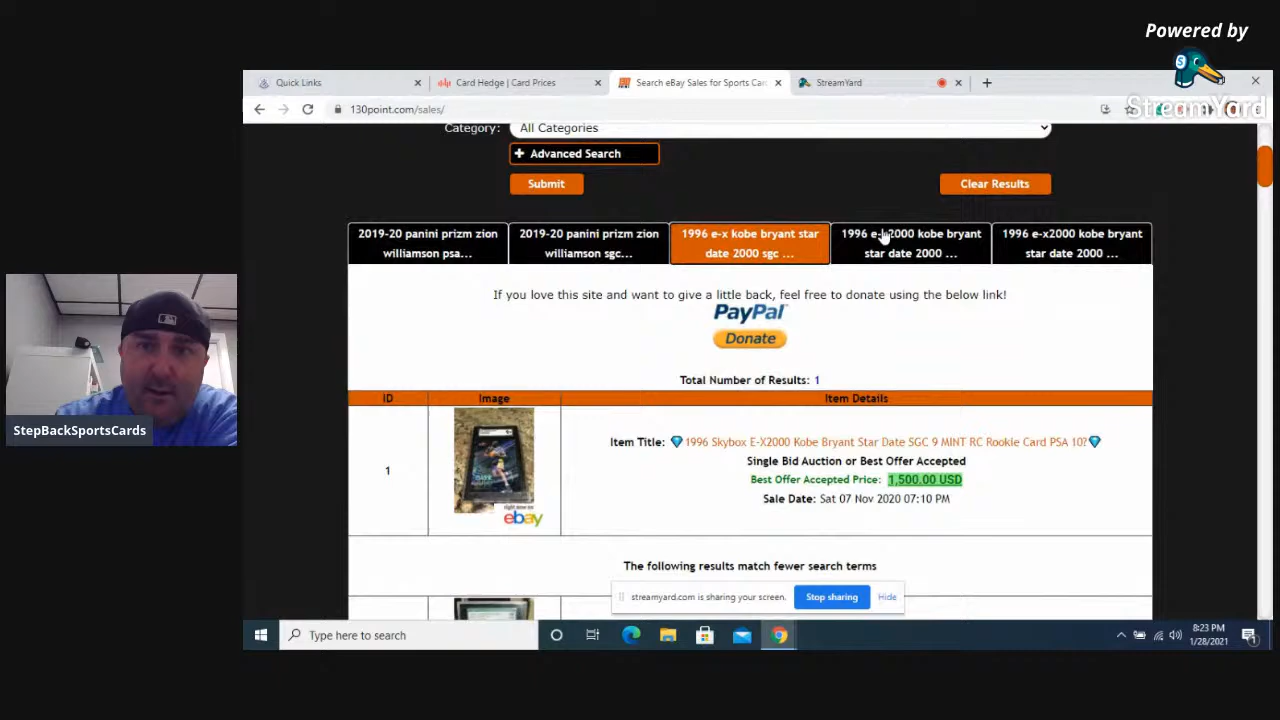 Powered by
StreamYard
Quick Links
Card Hedge | Card Prices
Search eBay Sales for Sports Car
StreamYard
130point.com/sales/
Category:
All Categories
+ Advanced Search
Submit
Clear Results
2019-20 panini prizm zion
williamson psa...
2019-20 panini prizm zion
williamson sgc...
1996 e-x kobe bryant star
date 2000 sgc ...
1996 e-x2000 kobe bryant
star date 2000 ...
1996 e-x2000 kobe bryant
star date 2000 ...
If you love this site and want to give a little back, feel free to donate using the below link!
PayPal
Donate
Total Number of Results: 1
ID
Image
Item Details
1
right now on
ebay
Item Title: 💎1996 Skybox E-X2000 Kobe Bryant Star Date SGC 9 MINT RC Rookie Card PSA 10?💎
Single Bid Auction or Best Offer Accepted
Best Offer Accepted Price: 1,500.00 USD
Sale Date: Sat 07 Nov 2020 07:10 PM
The following results match fewer search terms
streamyard.com is sharing your screen.
Stop sharing
Hide
StepBackSportsCards
Type here to search
8:23 PM
1/28/2021